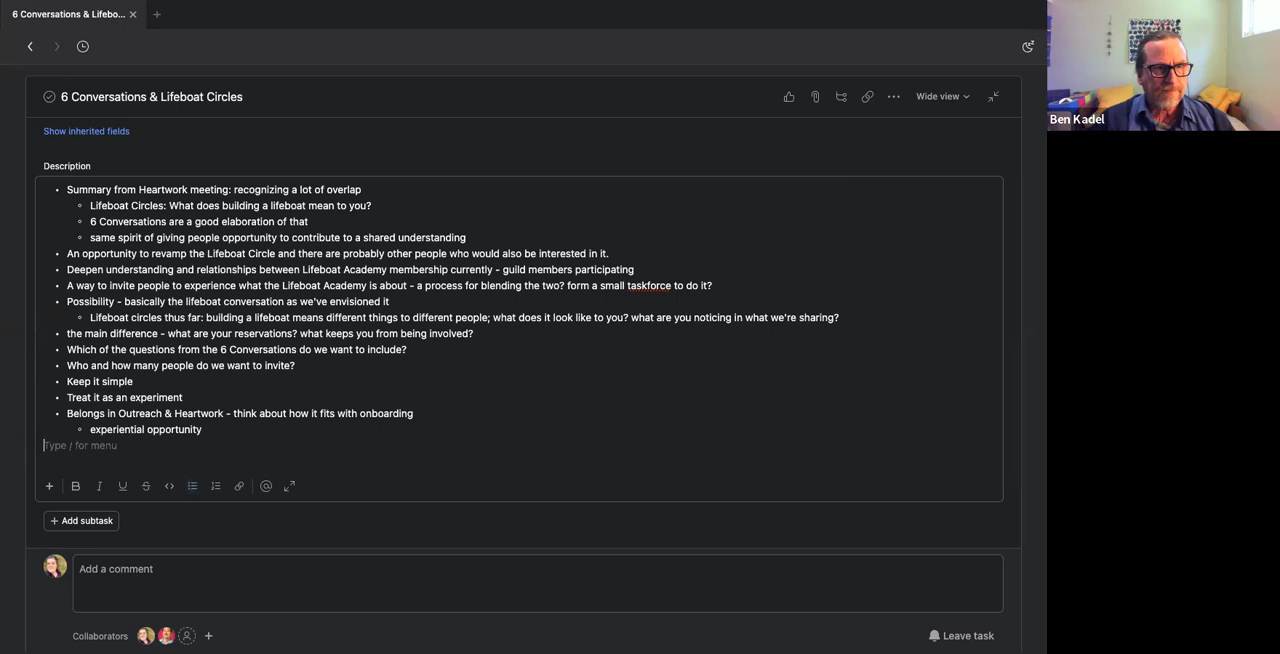 6 Conversations & Lifebo...
6 Conversations & Lifeboat Circles
Wide view
Ben Kadel
Show inherited fields
Description
Summary from Heartwork meeting: recognizing a lot of overlap
Lifeboat Circles: What does building a lifeboat mean to you?
6 Conversations are a good elaboration of that
same spirit of giving people opportunity to contribute to a shared understanding
An opportunity to revamp the Lifeboat Circle and there are probably other people who would also be interested in it.
Deepen understanding and relationships between Lifeboat Academy membership currently - guild members participating
A way to invite people to experience what the Lifeboat Academy is about - a process for blending the two? form a small taskforce to do it?
Possibility - basically the lifeboat conversation as we've envisioned it
Lifeboat circles thus far: building a lifeboat means different things to different people; what does it look like to you? what are you noticing in what we're sharing?
the main difference - what are your reservations? what keeps you from being involved?
Which of the questions from the 6 Conversations do we want to include?
Who and how many people do we want to invite?
Keep it simple
Treat it as an experiment
Belongs in Outreach & Heartwork - think about how it fits with onboarding
experiential opportunity
Type / for menu
Add subtask
Add a comment
Collaborators
Leave task